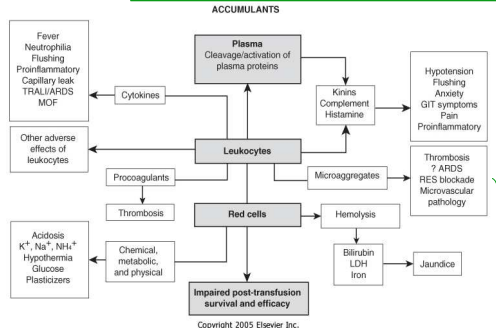 ACCUMULANTS
Fever
Neutrophilia
Flushing
Proinflammatory
Capillary leak
TRALI/ARDS
MOF
Cytokines
Plasma
Cleavage/activation of
plasma proteins
Kinins
Complement
Histamine
Hypotension
Flushing
Anxiety
GIT symptoms
Pain
Proinflammatory
Other adverse
effects of
leukocytes
Leukocytes
Procoagulants
Thrombosis
Microaggregates
Thrombosis
? ARDS
RES blockade
Microvascular
pathology
Red cells
Hemolysis
Bilirubin
LDH
Iron
Jaundice
Acidosis
K⁺, Na⁺, NH₄⁺
Hypothermia
Glucose
Plasticizers
Chemical,
metabolic,
and physical
Impaired post-transfusion
survival and efficacy
Copyright 2005 Elsevier Inc.